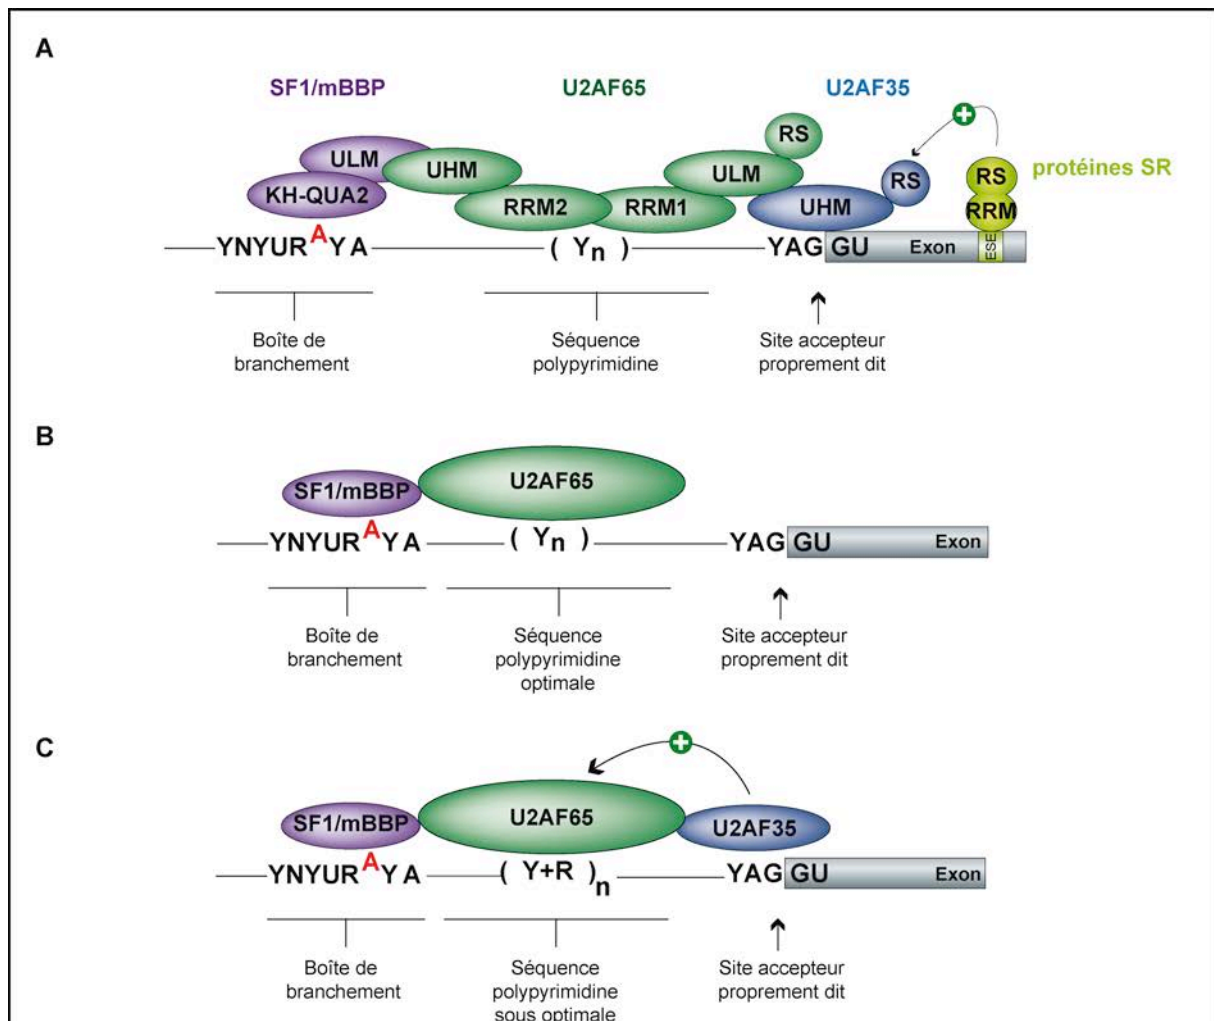 A
SF1/mBBP
U2AF65
U2AF35
RS
ULM
UHM
ULM
RS
RS
protéines SR
KH-QUA2
RRM2
RRM1
UHM
RRM
YNYURAYA
( Yn )
YAG GU
Exon
ESE
Boîte de
branchement
Séquence
polypyrimidine
Site accepteur
proprement dit
B
SF1/mBBP
U2AF65
YNYURAYA
( Yn )
YAG GU
Exon
Boîte de
branchement
Séquence
polypyrimidine
optimale
Site accepteur
proprement dit
C
SF1/mBBP
U2AF65
U2AF35
YNYURAYA
( Y+R )n
YAG GU
Exon
Boîte de
branchement
Séquence
polypyrimidine
sous optimale
Site accepteur
proprement dit